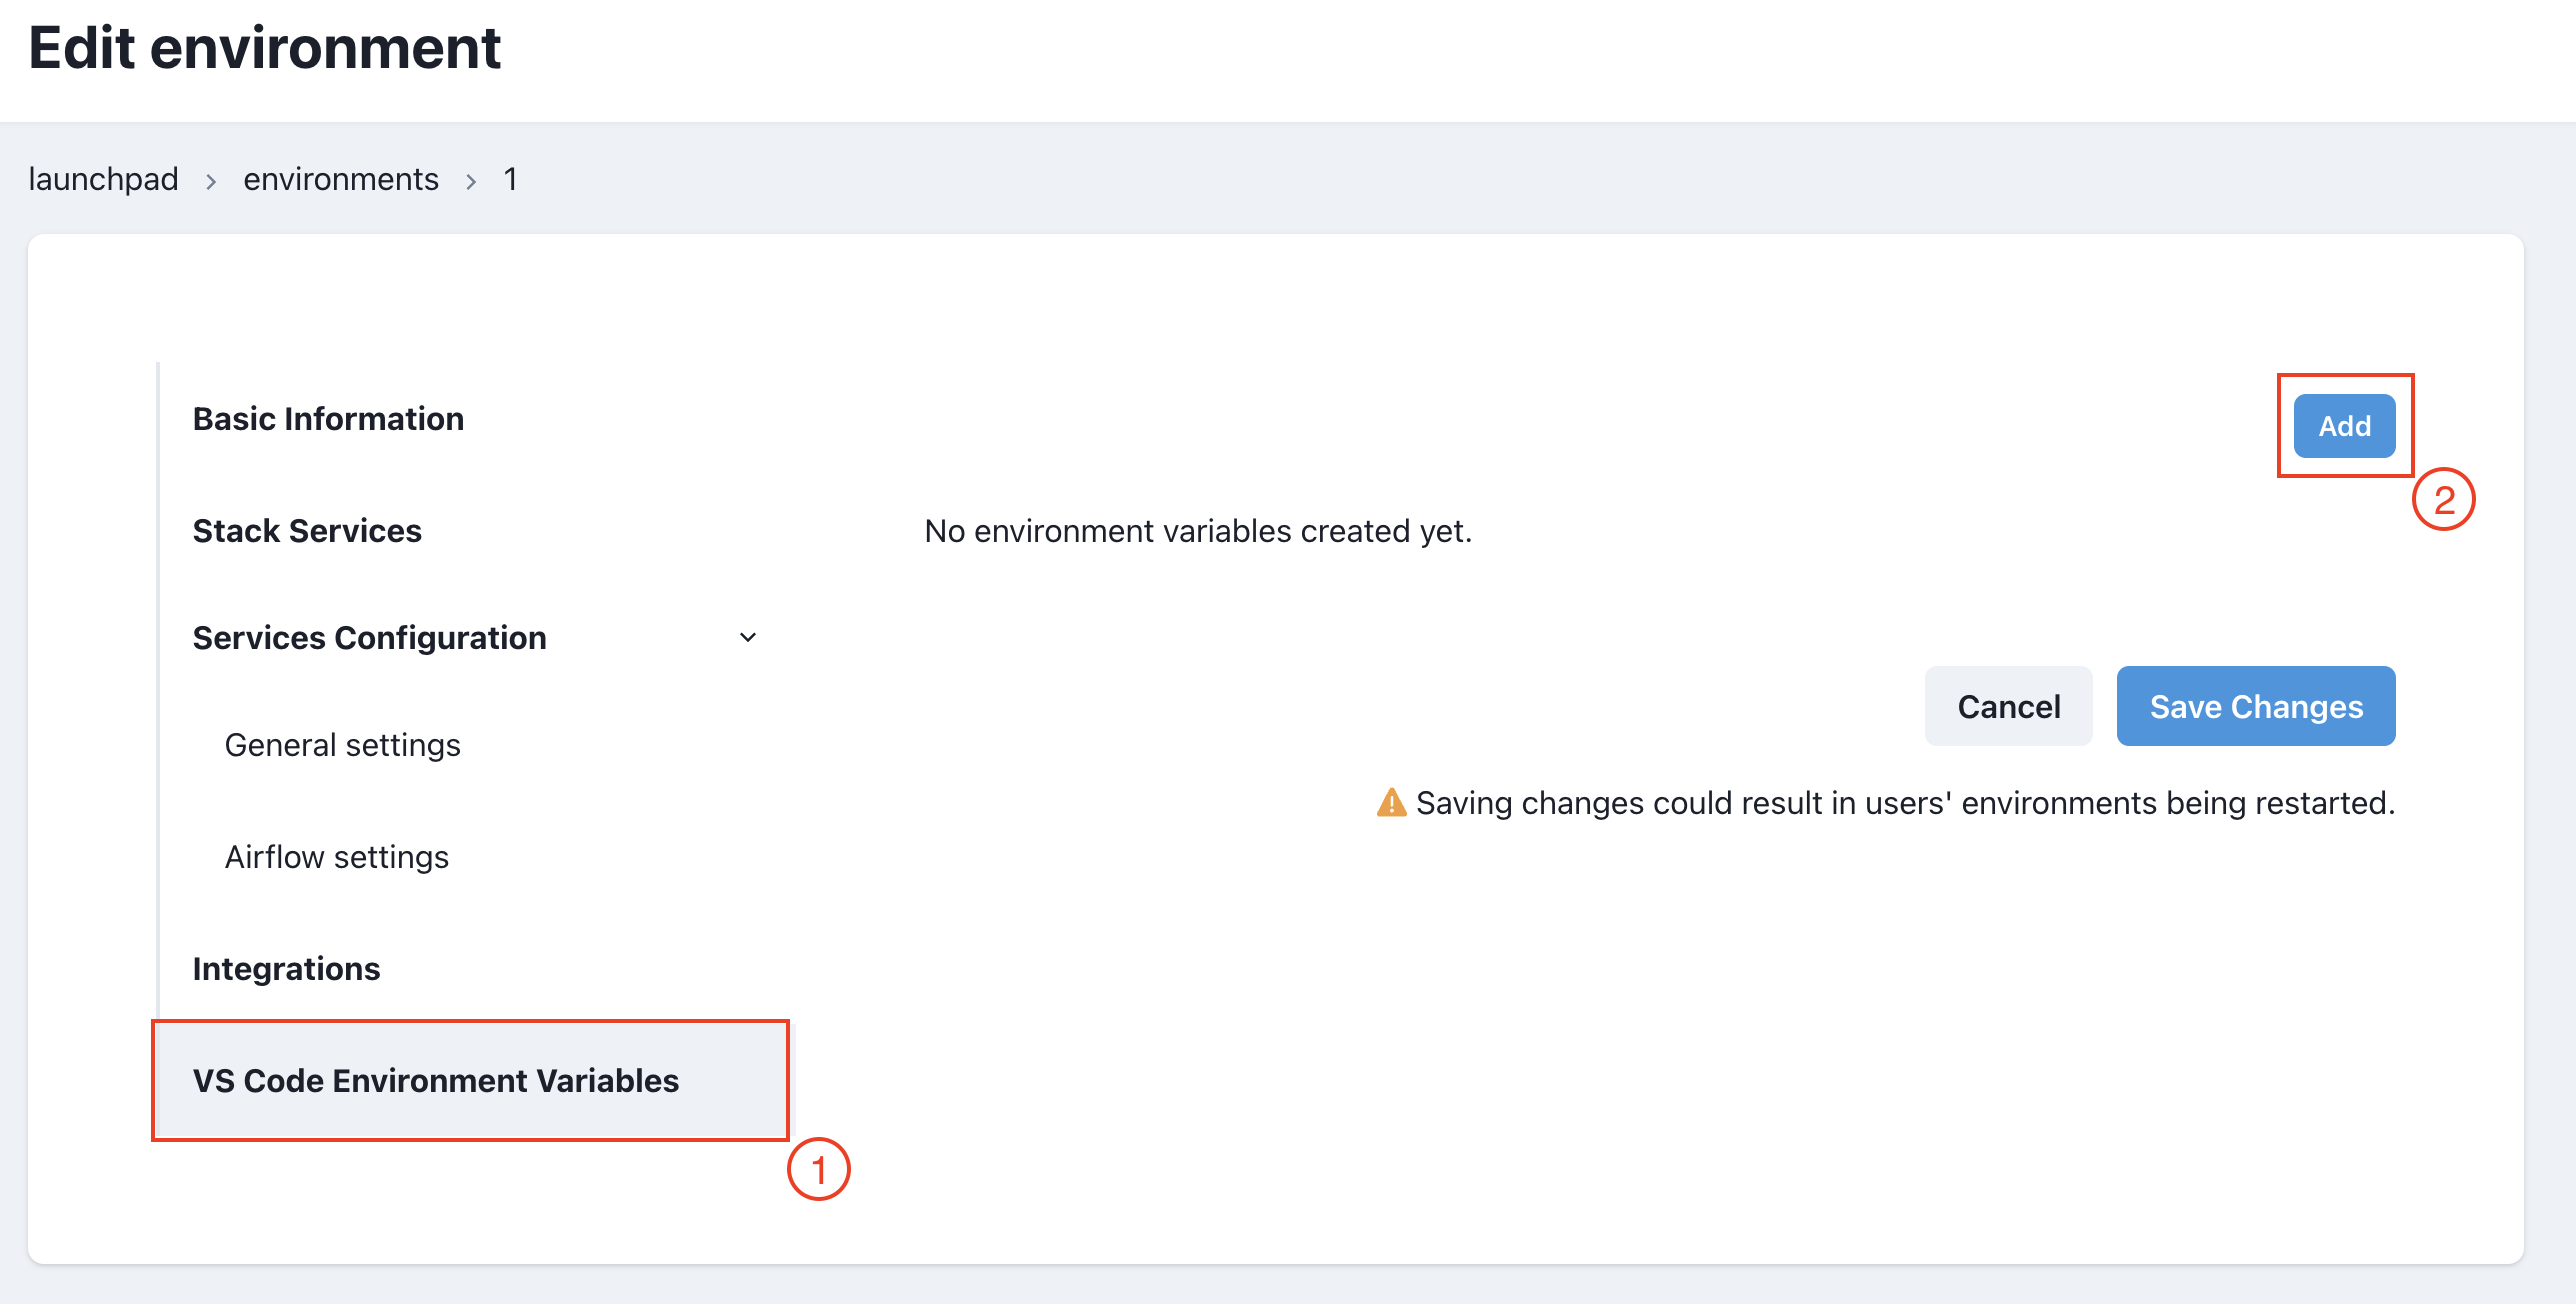 Edit environment
launchpad > environments > 1
Basic Information
Add
2
Stack Services
No environment variables created yet.
Services Configuration
Cancel
Save Changes
General settings
Saving changes could result in users' environments being restarted.
Airflow settings
Integrations
VS Code Environment Variables
1